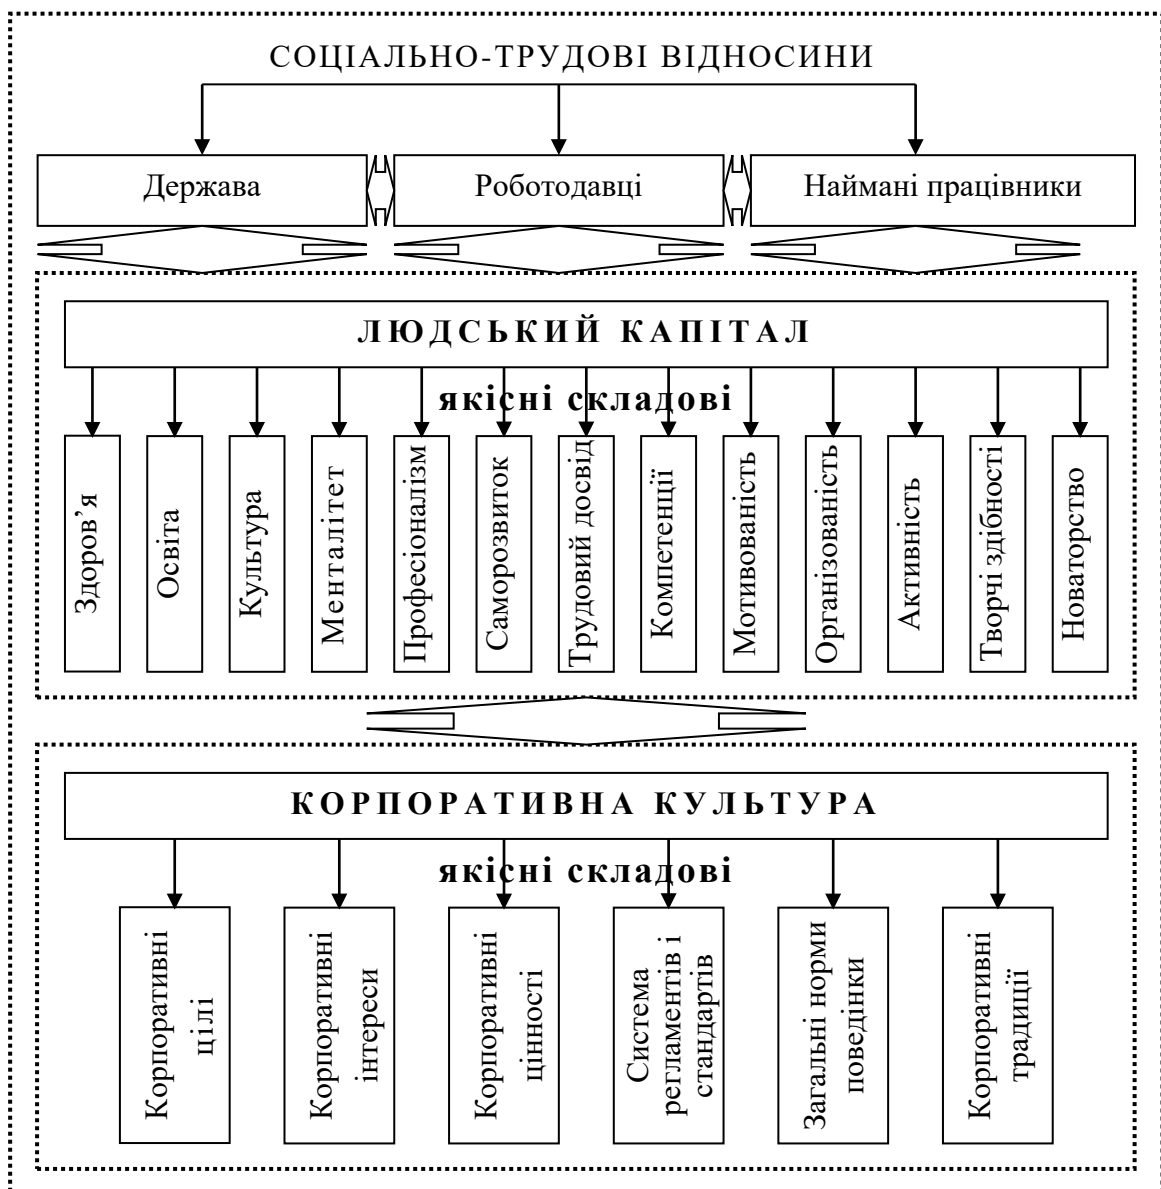 СОЦІАЛЬНО-ТРУДОВІ ВІДНОСИНИ
Держава
Роботодавці
Наймані працівники
ЛЮДСЬКИЙ КАПІТАЛ
якісні складові
Здоров’я
Освіта
Культура
Менталітет
Професіоналізм
Саморозвиток
Трудовий досвід
Компетенції
Мотивованість
Організованість
Активність
Творчі здібності
Новаторство
КОРПОРАТИВНА КУЛЬТУРА
якісні складові
Корпоративні
цілі
Корпоративні
інтереси
Корпоративні
цінності
Система
регламентів і
стандартів
Загальні норми
поведінки
Корпоративні
традиції